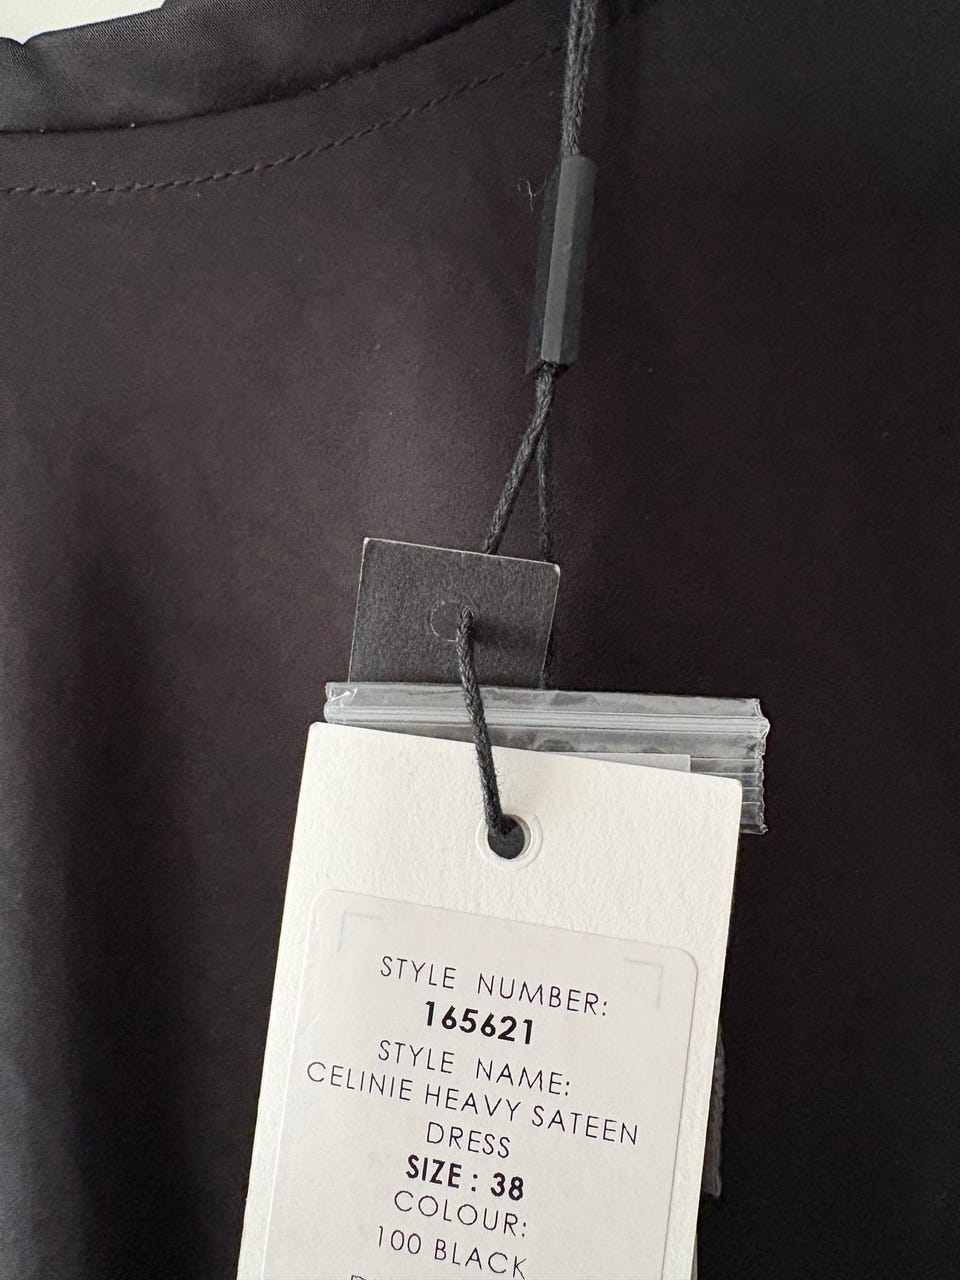 STYLE NUMBER:
165621
STYLE NAME:
CELINIE HEAVY SATEEN
DRESS
SIZE : 38
COLOUR:
100 BLACK